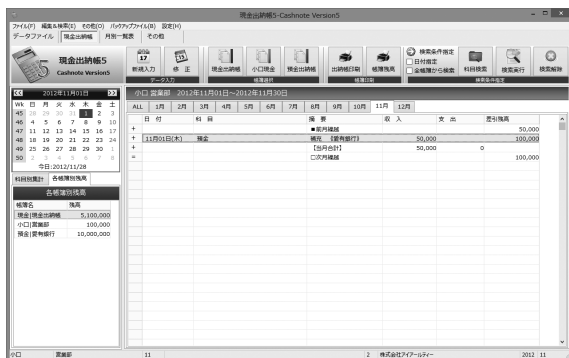 現金出納帳5-Cashnote Version5
ファイル(F) 編集&検索(E) その他(O) バックアップファイル(B) 設定(H)
データファイル 現金出納帳 月別一覧表 その他
現金出納帳5
Cashnote Version5
17
新規入力 修 正 現金出納帳 小口現金 預金出納帳 出納帳印刷 帳簿残高
データ入力 帳簿選択 帳簿印刷
検索条件指定
日付指定
全帳簿から検索
科目検索 検索実行 検索解除
検索条件指定
<< 2012年11月01日 >>
Wk 日 月 火 水 木 金 土
45 28 29 30 31 1 2 3
46 4 5 6 7 8 9 10
47 11 12 13 14 15 16 17
48 18 19 20 21 22 23 24
49 25 26 27 28 29 30 1
50 2 3 4 5 6 7 8
今日:2012/11/28
科目別集計 各帳簿別残高
各帳簿別残高
帳簿名 残高
現金|現金出納帳 5,100,000
小口|営業部 100,000
預金|愛有銀行 10,000,000
小口 営業部 2012年11月01日～2012年11月30日
ALL 1月 2月 3月 4月 5月 6月 7月 8月 9月 10月 11月 12月
日 付 科 目 摘 要 収 入 支 出 差引残高
+ ■前月繰越 50,000
+ 11月01日(木) 預金 補充 《愛有銀行》 50,000 100,000
+ 【当月合計】 50,000 0
= □次月繰越 100,000
小口 営業部 11 2 株式会社アイアールティー 2012 11